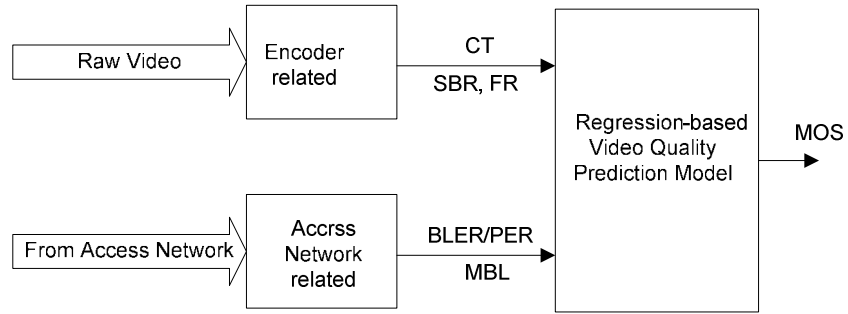 Raw Video
Encoder
related
CT
SBR, FR
Regression-based
Video Quality
Prediction Model
MOS
From Access Network
Accrss
Network
related
BLER/PER
MBL